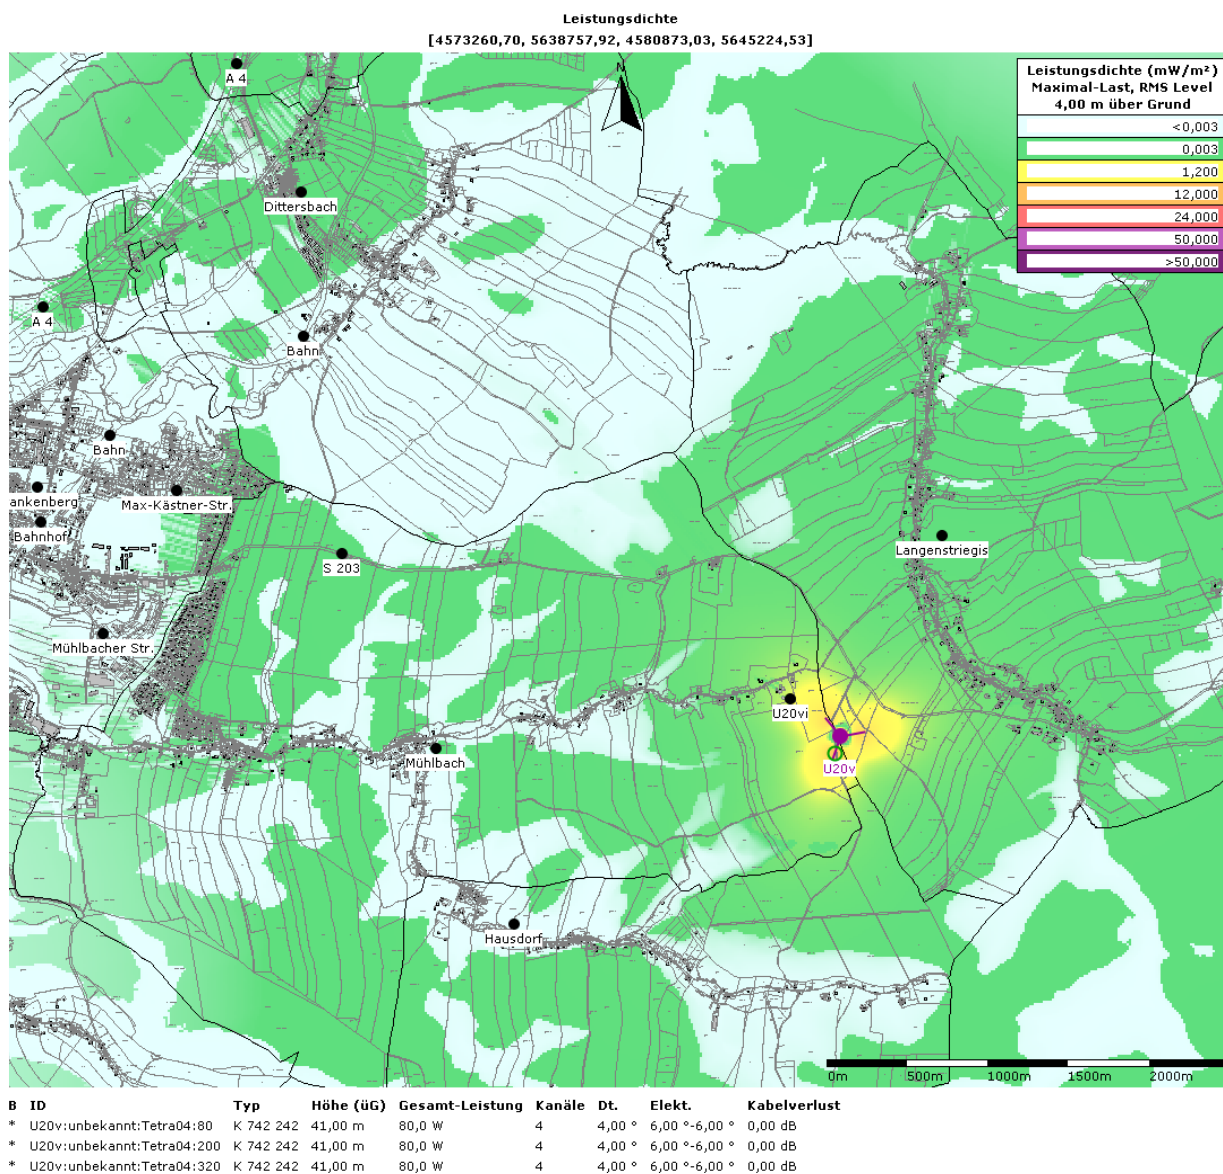 Leistungsdichte
[4573260,70, 5638757,92, 4580873,03, 5645224,53]
A 4
N
Leistungsdichte (mW/m²)
Maximal-Last, RMS Level
4,00 m über Grund
<0,003
0,003
1,200
12,000
24,000
50,000
>50,000
Dittersbach
A 4
Bahn
Bahn
ankenberg
Max-Kästner-Str.
Bahnhof
Langenstriegis
S 203
Mühlbacher Str.
U20vi
Mühlbach
U20v
Hausdorf
0m 500m 1000m 1500m 2000m
B ID Typ Höhe (üG) Gesamt-Leistung Kanäle Dt. Elekt. Kabelverlust
* U20v:unbekannt:Tetra04:80 K 742 242 41,00 m 80,0 W 4 4,00 ° 6,00 °-6,00 ° 0,00 dB
* U20v:unbekannt:Tetra04:200 K 742 242 41,00 m 80,0 W 4 4,00 ° 6,00 °-6,00 ° 0,00 dB
* U20v:unbekannt:Tetra04:320 K 742 242 41,00 m 80,0 W 4 4,00 ° 6,00 °-6,00 ° 0,00 dB